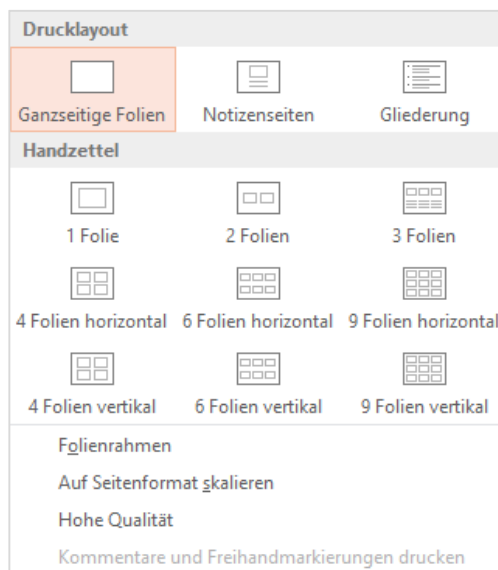 Drucklayout
Ganzseitige Folien Notizenseiten Gliederung
Handzettel
1 Folie 2 Folien 3 Folien
4 Folien horizontal 6 Folien horizontal 9 Folien horizontal
4 Folien vertikal 6 Folien vertikal 9 Folien vertikal
Folienrahmen
Auf Seitenformat skalieren
Hohe Qualität
Kommentare und Freihandmarkierungen drucken